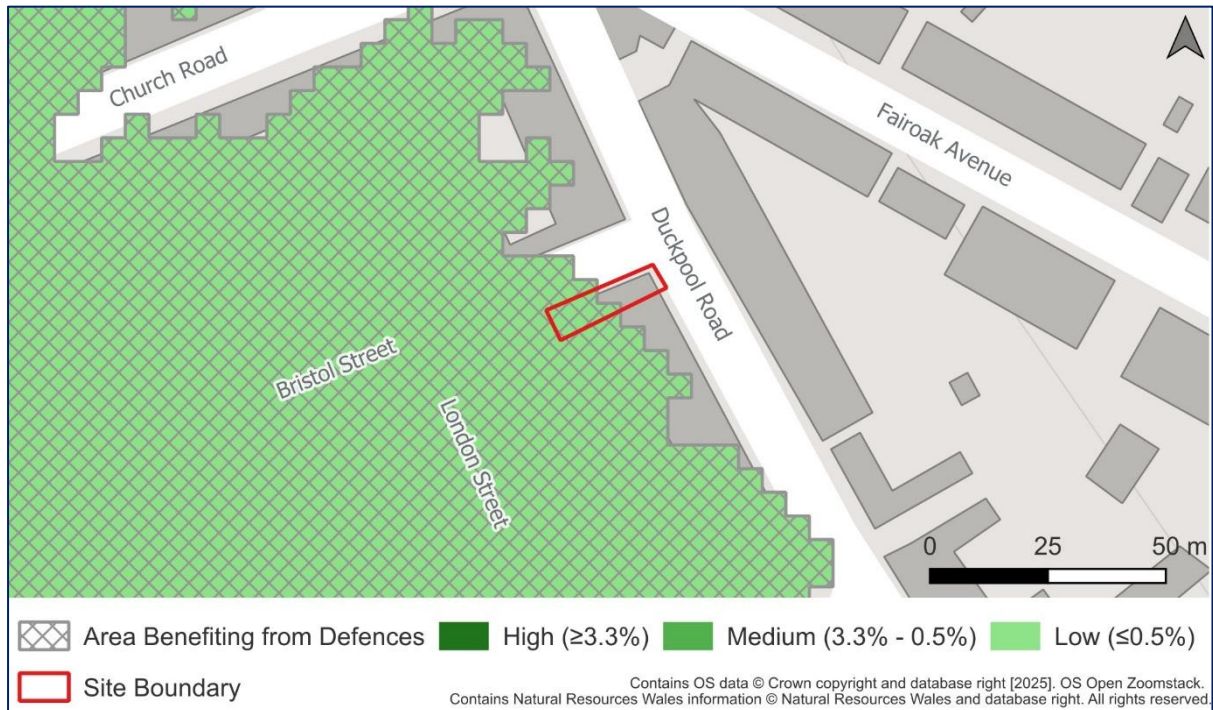 Church Road
Fairoak Avenue
Duckpool Road
Bristol Street
London Street
0 25 50 m
Area Benefiting from Defences High (≥3.3%) Medium (3.3% - 0.5%) Low (≤0.5%)
Site Boundary
Contains OS data © Crown copyright and database right [2025]. OS Open Zoomstack.
Contains Natural Resources Wales information © Natural Resources Wales and database right. All rights reserved.